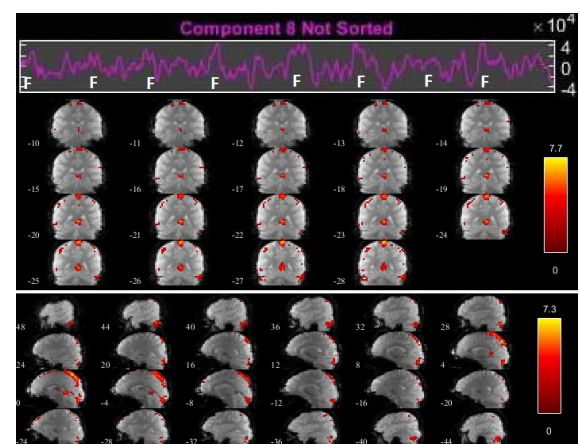 Component 8 Not Sorted × 10⁴
4
0
-4
F F F F F F F F
-10 -11 -12 -13 -14
7.7
-15 -16 -17 -18 -19
-20 -21 -22 -23 -24
0
-25 -26 -27 -28
7.3
48 44 40 36 32 28
24 20 16 12 8 4
0 -4 -8 -12 -16 -20
0
-24 -28 -32 -36 -40 -44